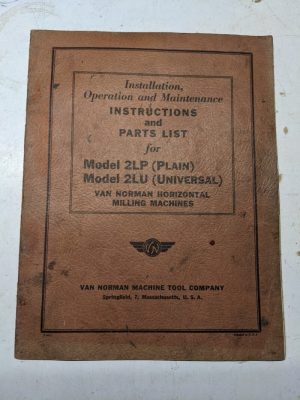 Installation,
Operation and Maintenance
INSTRUCTIONS
and
PARTS LIST
for
Model 2LP (PLAIN)
Model 2LU (UNIVERSAL)
VAN NORMAN HORIZONTAL
MILLING MACHINES
VAN NORMAN MACHINE TOOL COMPANY
Springfield, 7, Massachusetts, U. S. A.